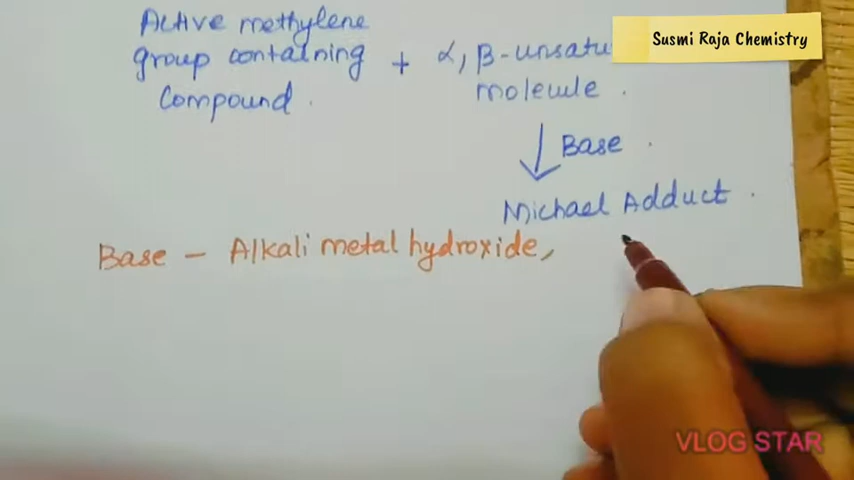 Active methylene
group containing + α, β-unsatu
compound. molecule.
Base.
Michael Adduct.
Base - Alkali metal hydroxide,
Susmi Raja Chemistry
VLOG STAR